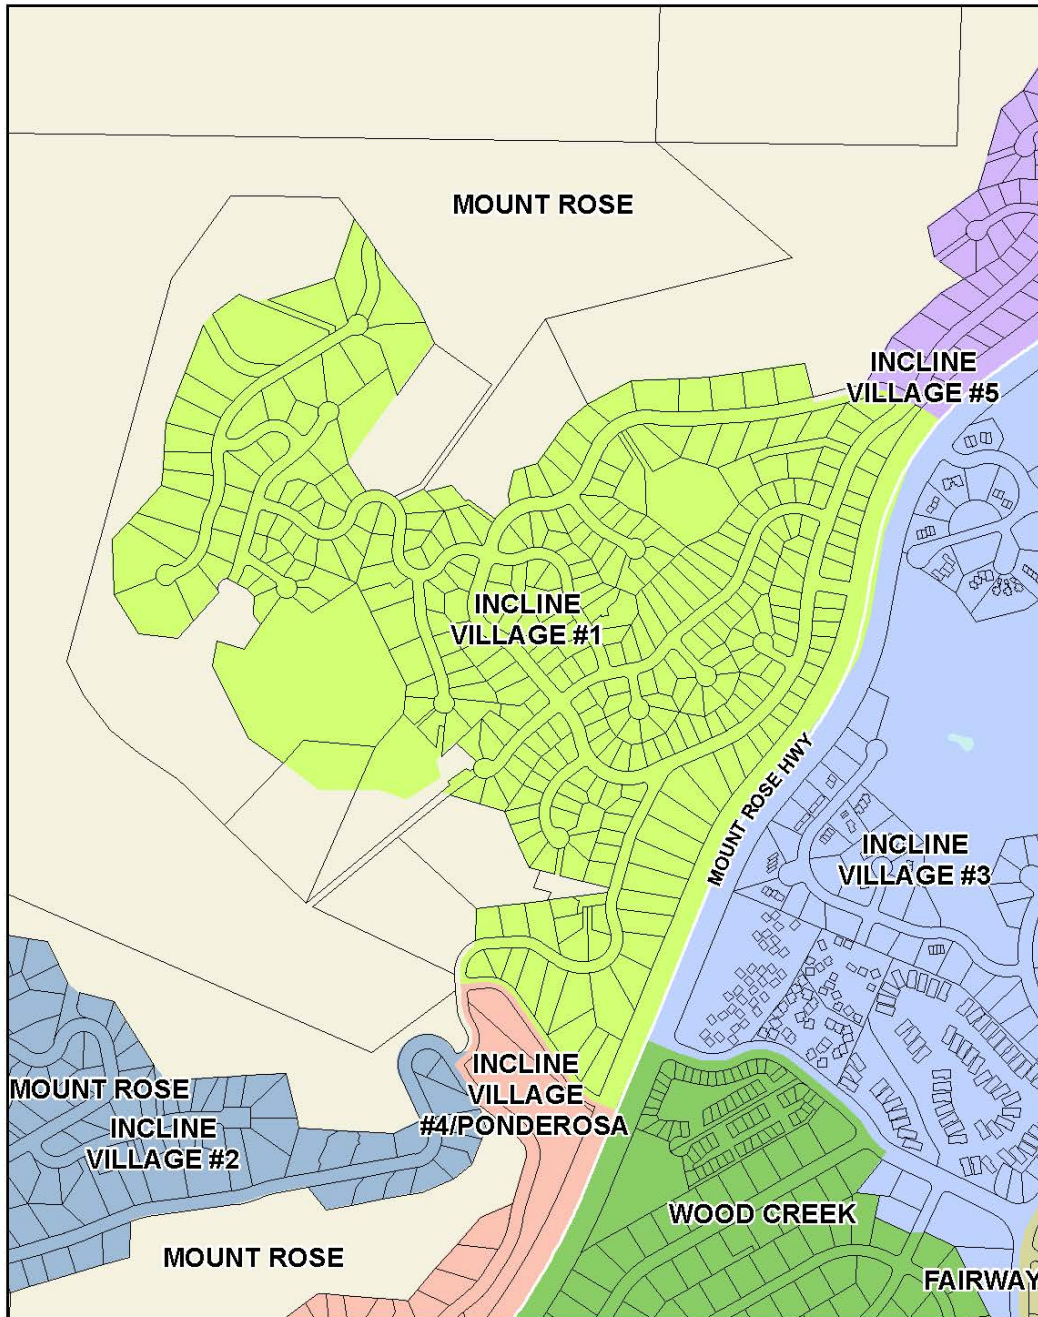 MOUNT ROSE
INCLINE
VILLAGE #5
INCLINE
VILLAGE #1
MOUNT ROSE HWY
INCLINE
VILLAGE #3
INCLINE
VILLAGE
#4/PONDEROSA
MOUNT ROSE
INCLINE
VILLAGE #2
WOOD CREEK
MOUNT ROSE
FAIRWAY